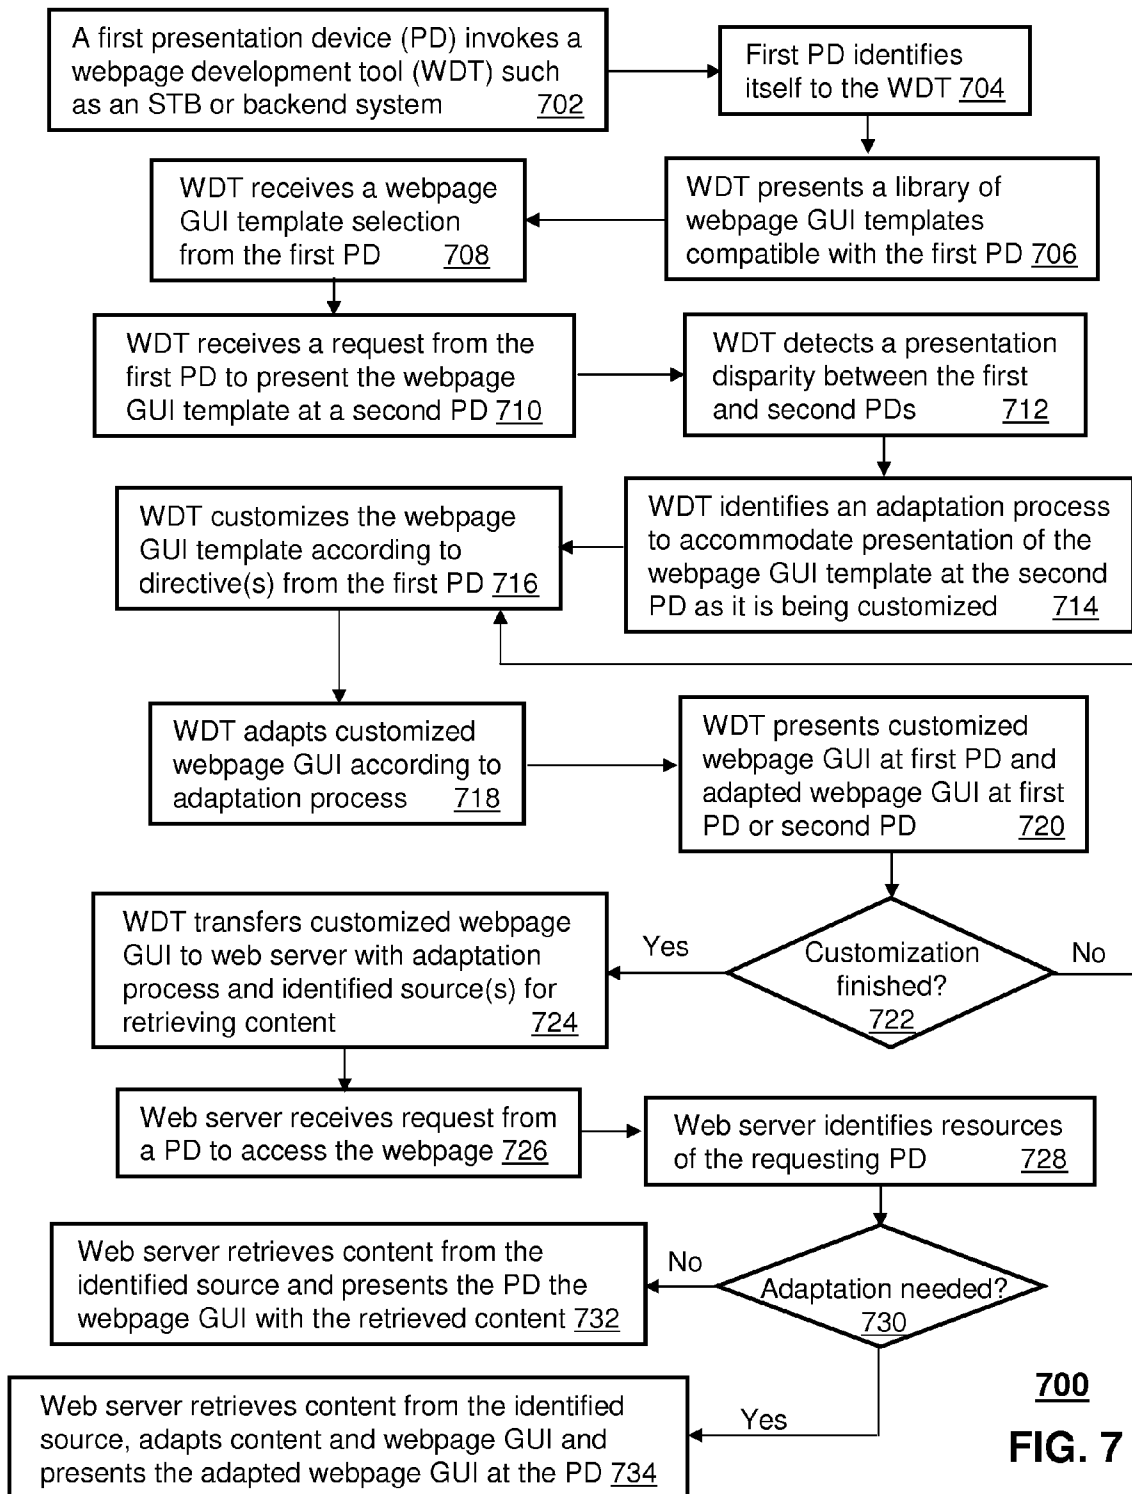 A first presentation device (PD) invokes a
webpage development tool (WDT) such
as an STB or backend system 702
First PD identifies
itself to the WDT 704
WDT receives a webpage
GUI template selection
from the first PD 708
WDT presents a library of
webpage GUI templates
compatible with the first PD 706
WDT receives a request from the
first PD to present the webpage
GUI template at a second PD 710
WDT detects a presentation
disparity between the first
and second PDs 712
WDT customizes the webpage
GUI template according to
directive(s) from the first PD 716
WDT identifies an adaptation process
to accommodate presentation of the
webpage GUI template at the second
PD as it is being customized 714
WDT adapts customized
webpage GUI according to
adaptation process 718
WDT presents customized
webpage GUI at first PD and
adapted webpage GUI at first
PD or second PD 720
WDT transfers customized webpage
GUI to web server with adaptation
process and identified source(s) for
retrieving content 724
Yes
Customization
finished?
722
No
Web server receives request from
a PD to access the webpage 726
Web server identifies resources
of the requesting PD 728
Web server retrieves content from the
identified source and presents the PD the
webpage GUI with the retrieved content 732
No
Adaptation needed?
730
Web server retrieves content from the identified
source, adapts content and webpage GUI and
presents the adapted webpage GUI at the PD 734
Yes
700
FIG. 7